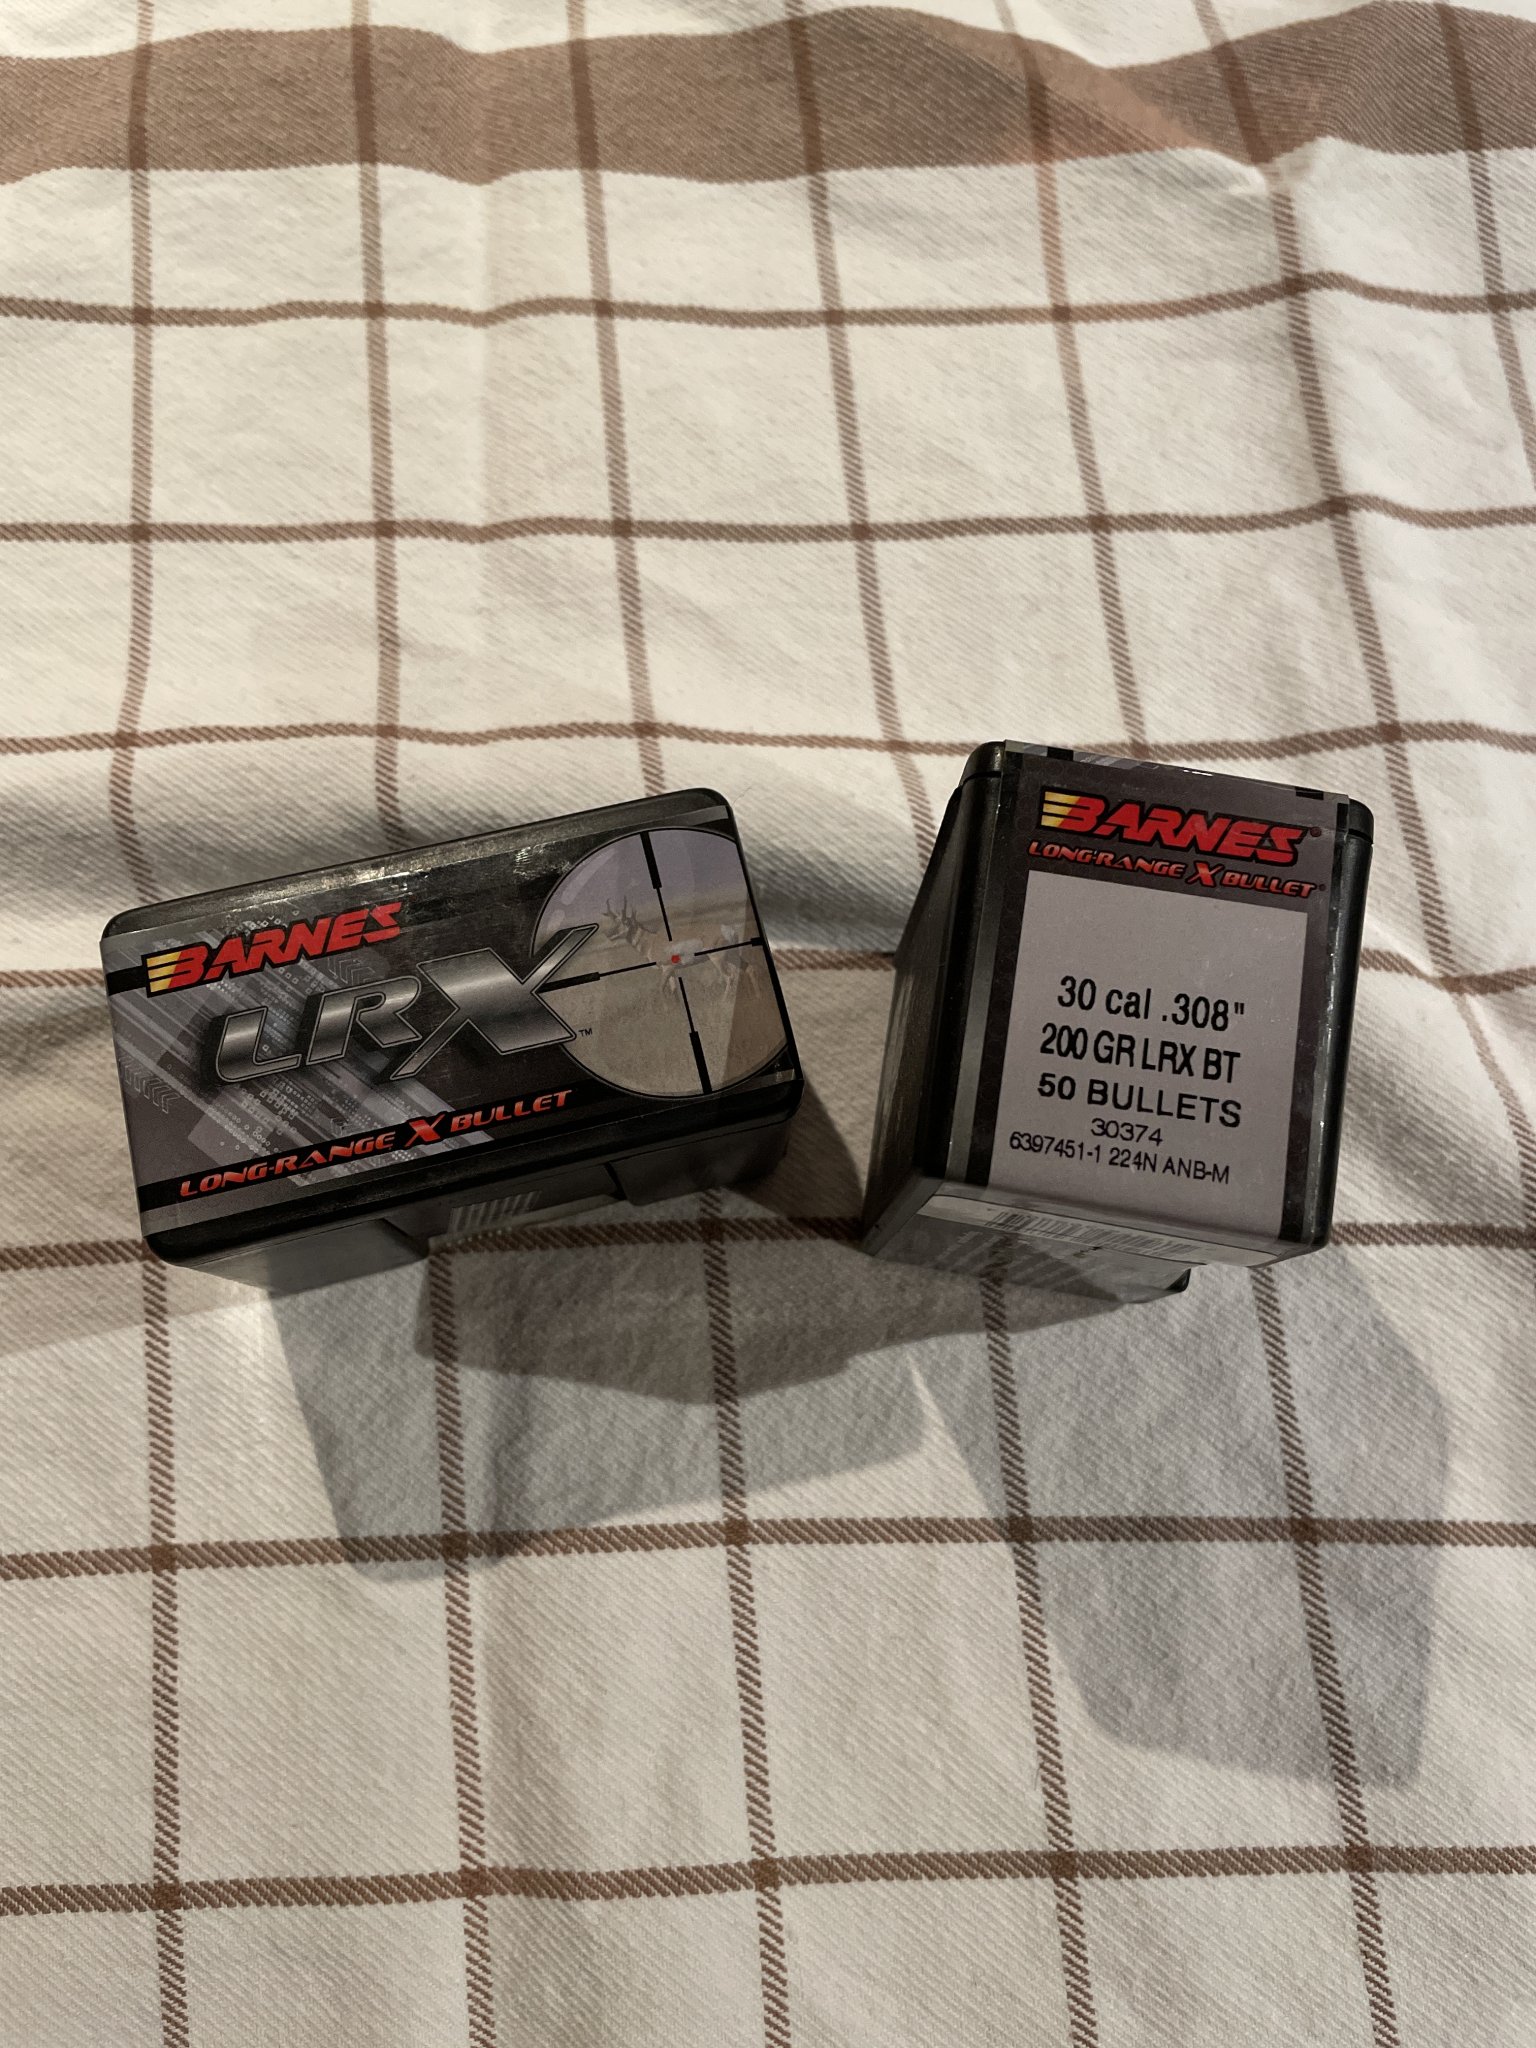 BARNES
LRX™
LONG-RANGE X BULLET
BARNES®
LONG-RANGE X BULLET®
30 cal .308"
200 GR LRX BT
50 BULLETS
30374
6397451-1 224N ANB-M